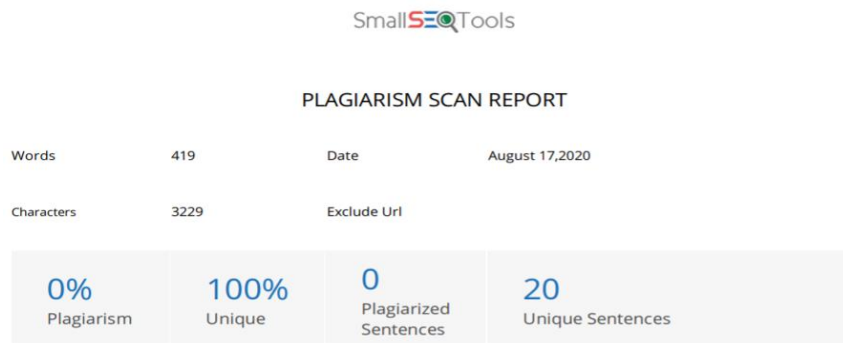 SmallSEOTools
PLAGIARISM SCAN REPORT
Words 419 Date August 17,2020
Characters 3229 Exclude Url
0% 100% 0 20
Plagiarism Unique Plagiarized Sentences Unique Sentences